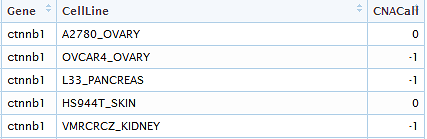 Gene CellLine CNACall
ctnnb1 A2780_OVARY 0
ctnnb1 OVCAR4_OVARY -1
ctnnb1 L33_PANCREAS -1
ctnnb1 HS944T_SKIN 0
ctnnb1 VMRCRCZ_KIDNEY -1